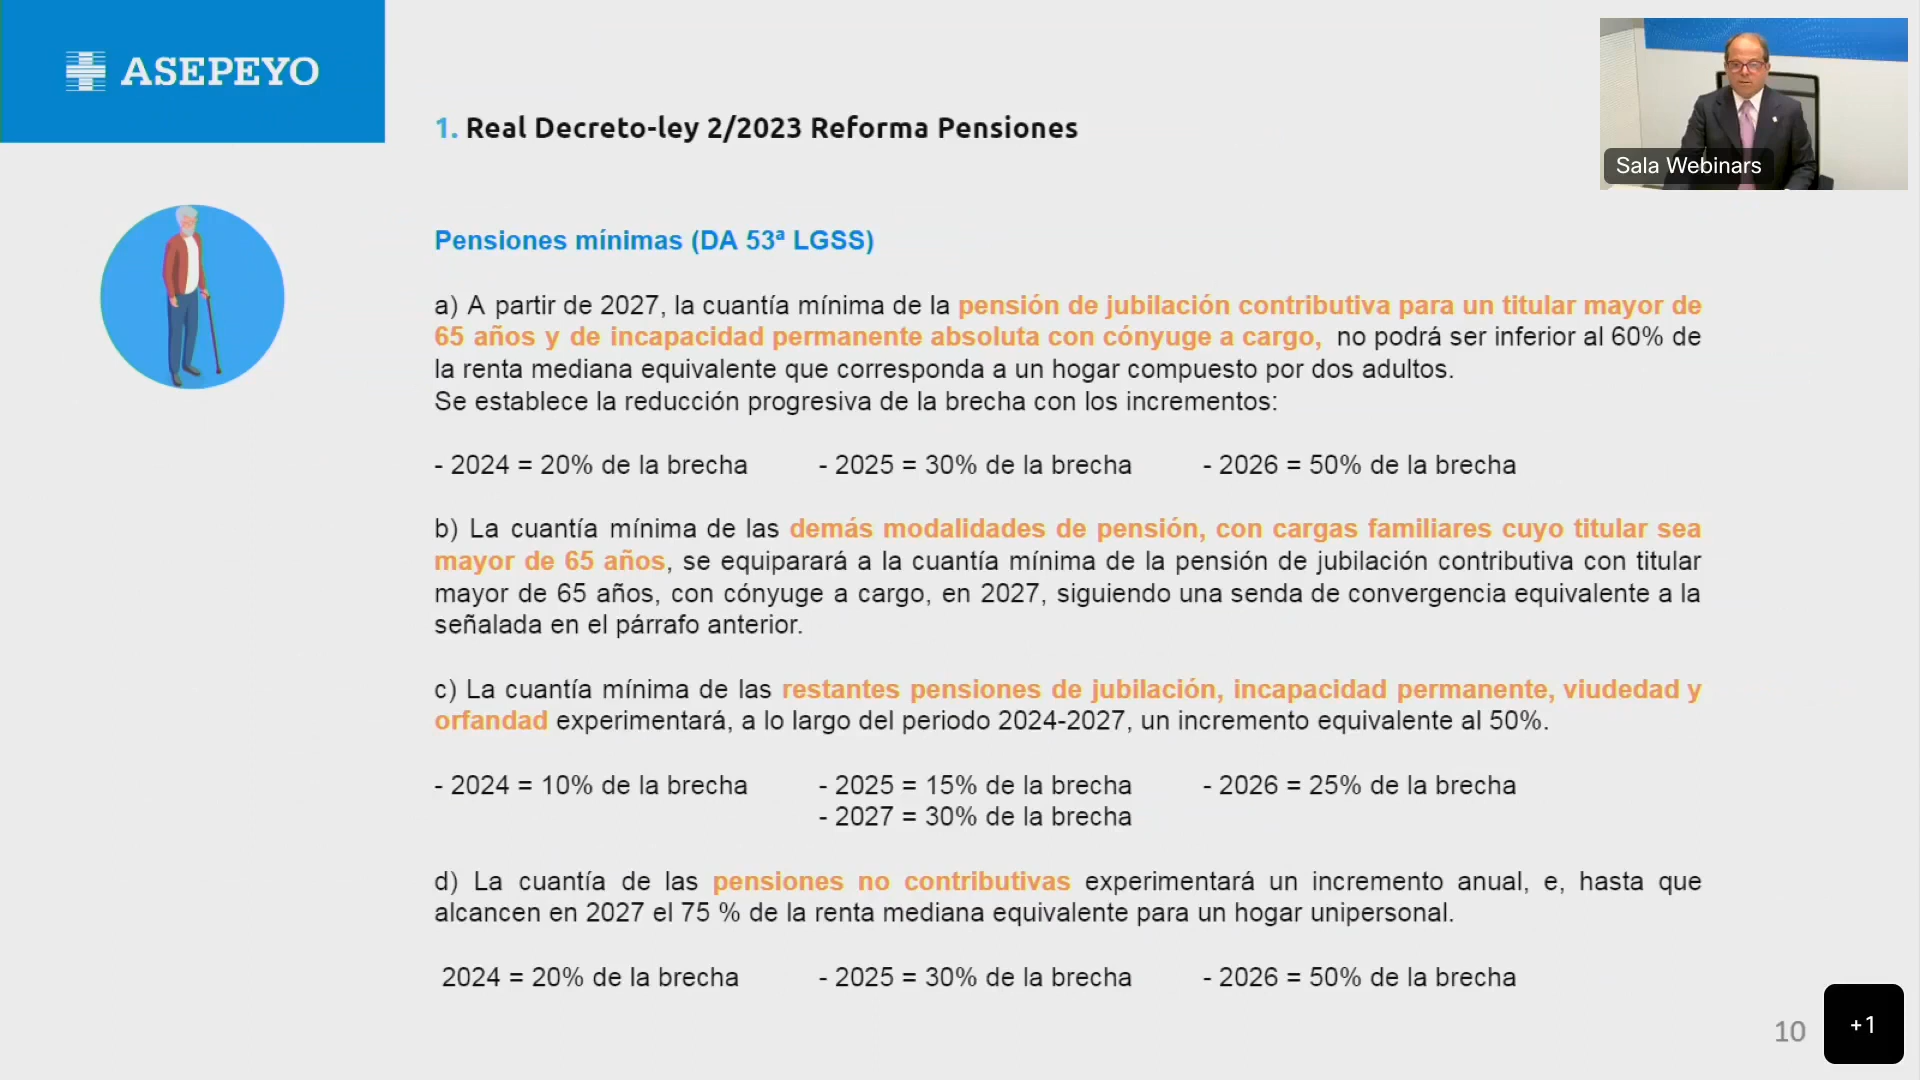 ASEPEYO
1. Real Decreto-ley 2/2023 Reforma Pensiones
Sala Webinars
Pensiones mínimas (DA 53ª LGSS)
a) A partir de 2027, la cuantía mínima de la pensión de jubilación contributiva para un titular mayor de
65 años y de incapacidad permanente absoluta con cónyuge a cargo, no podrá ser inferior al 60% de
la renta mediana equivalente que corresponda a un hogar compuesto por dos adultos.
Se establece la reducción progresiva de la brecha con los incrementos:
- 2024 = 20% de la brecha - 2025 = 30% de la brecha - 2026 = 50% de la brecha
b) La cuantía mínima de las demás modalidades de pensión, con cargas familiares cuyo titular sea
mayor de 65 años, se equiparará a la cuantía mínima de la pensión de jubilación contributiva con titular
mayor de 65 años, con cónyuge a cargo, en 2027, siguiendo una senda de convergencia equivalente a la
señalada en el párrafo anterior.
c) La cuantía mínima de las restantes pensiones de jubilación, incapacidad permanente, viudedad y
orfandad experimentará, a lo largo del periodo 2024-2027, un incremento equivalente al 50%.
- 2024 = 10% de la brecha - 2025 = 15% de la brecha - 2026 = 25% de la brecha
- 2027 = 30% de la brecha
d) La cuantía de las pensiones no contributivas experimentará un incremento anual, e, hasta que
alcancen en 2027 el 75 % de la renta mediana equivalente para un hogar unipersonal.
2024 = 20% de la brecha - 2025 = 30% de la brecha - 2026 = 50% de la brecha
10
+1